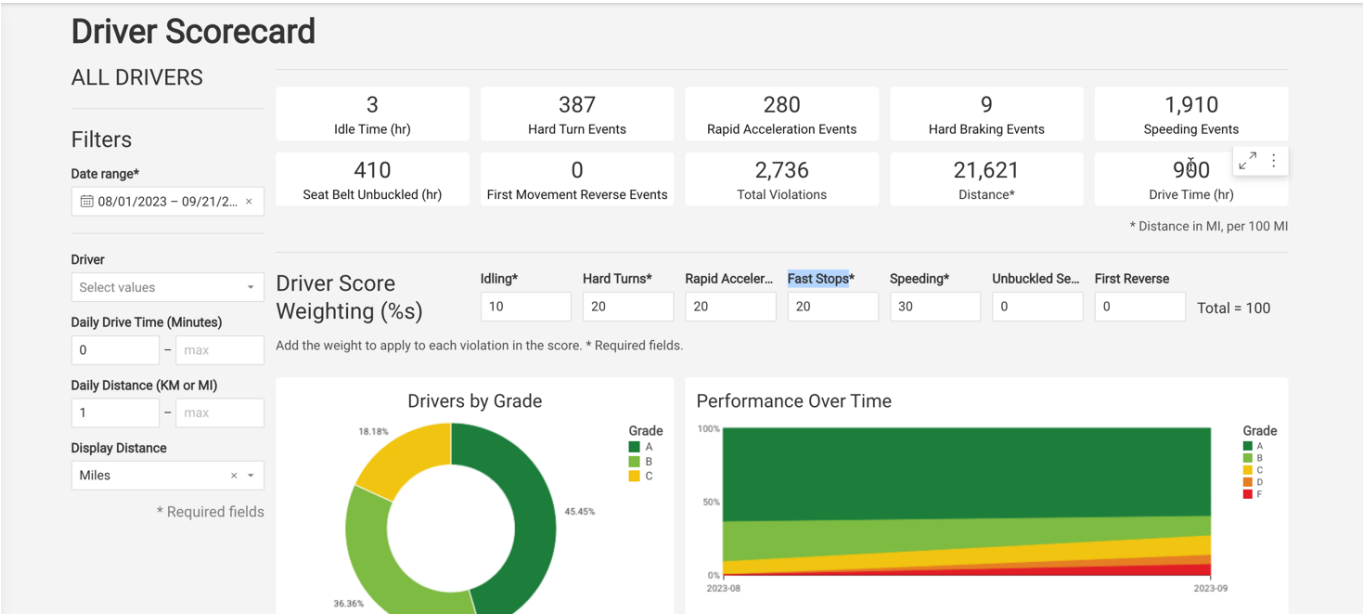 Driver Scorecard
ALL DRIVERS
Filters
Date range*
08/01/2023 – 09/21/2... ×
Driver
Select values
Daily Drive Time (Minutes)
0 – max
Daily Distance (KM or MI)
1 – max
Display Distance
Miles ×
* Required fields
3
Idle Time (hr)
387
Hard Turn Events
280
Rapid Acceleration Events
9
Hard Braking Events
1,910
Speeding Events
410
Seat Belt Unbuckled (hr)
0
First Movement Reverse Events
2,736
Total Violations
21,621
Distance*
Drive Time (hr)
* Distance in MI, per 100 MI
Driver Score
Weighting (%s)
Idling*
10
Hard Turns*
20
Rapid Acceler...
20
Fast Stops*
20
Speeding*
30
Unbuckled Se...
0
First Reverse
0
Total = 100
Add the weight to apply to each violation in the score. * Required fields.
Drivers by Grade
18.18%
45.45%
36.36%
Grade
A
B
C
Performance Over Time
100%
50%
0%
2023-08
2023-09
Grade
A
B
C
D
F